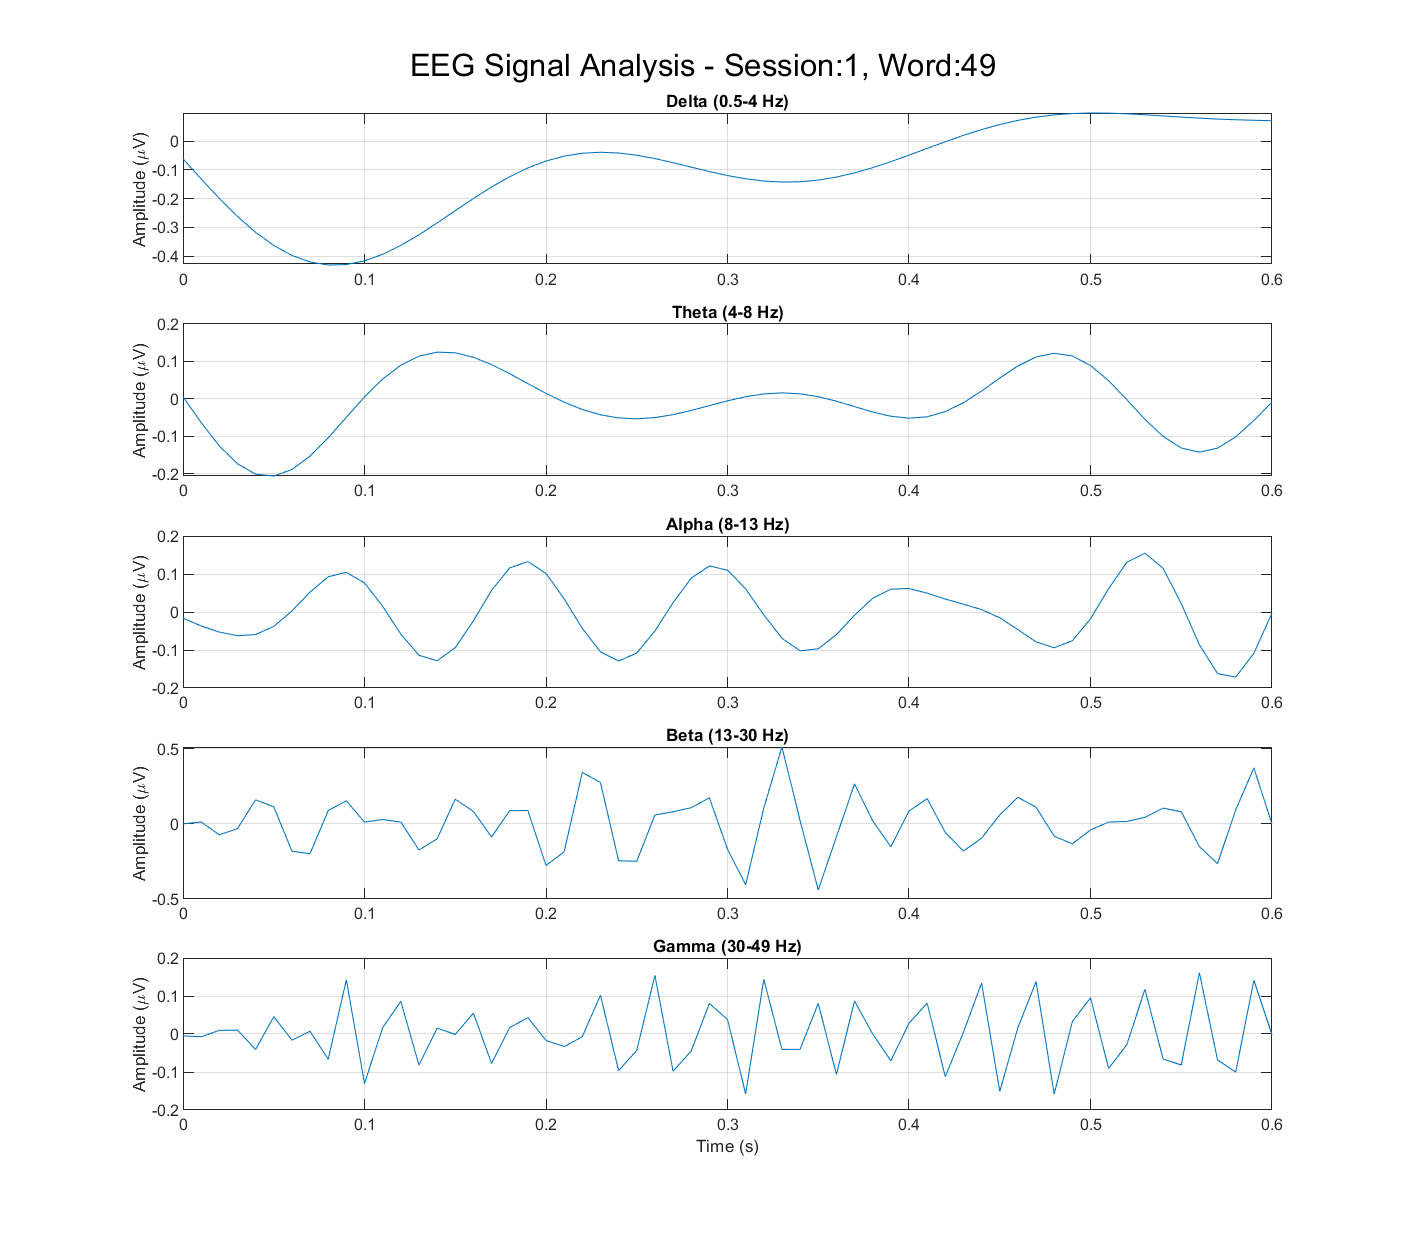 EEG Signal Analysis - Session:1, Word:49
Delta (0.5-4 Hz)
Amplitude (μV)
0
-0.1
-0.2
-0.3
-0.4
0 0.1 0.2 0.3 0.4 0.5 0.6
Theta (4-8 Hz)
Amplitude (μV)
0.2
0.1
0
-0.1
-0.2
0 0.1 0.2 0.3 0.4 0.5 0.6
Alpha (8-13 Hz)
Amplitude (μV)
0.2
0.1
0
-0.1
-0.2
0 0.1 0.2 0.3 0.4 0.5 0.6
Beta (13-30 Hz)
Amplitude (μV)
0.5
0
-0.5
0 0.1 0.2 0.3 0.4 0.5 0.6
Gamma (30-49 Hz)
Amplitude (μV)
0.2
0.1
0
-0.1
-0.2
0 0.1 0.2 0.3 0.4 0.5 0.6
Time (s)